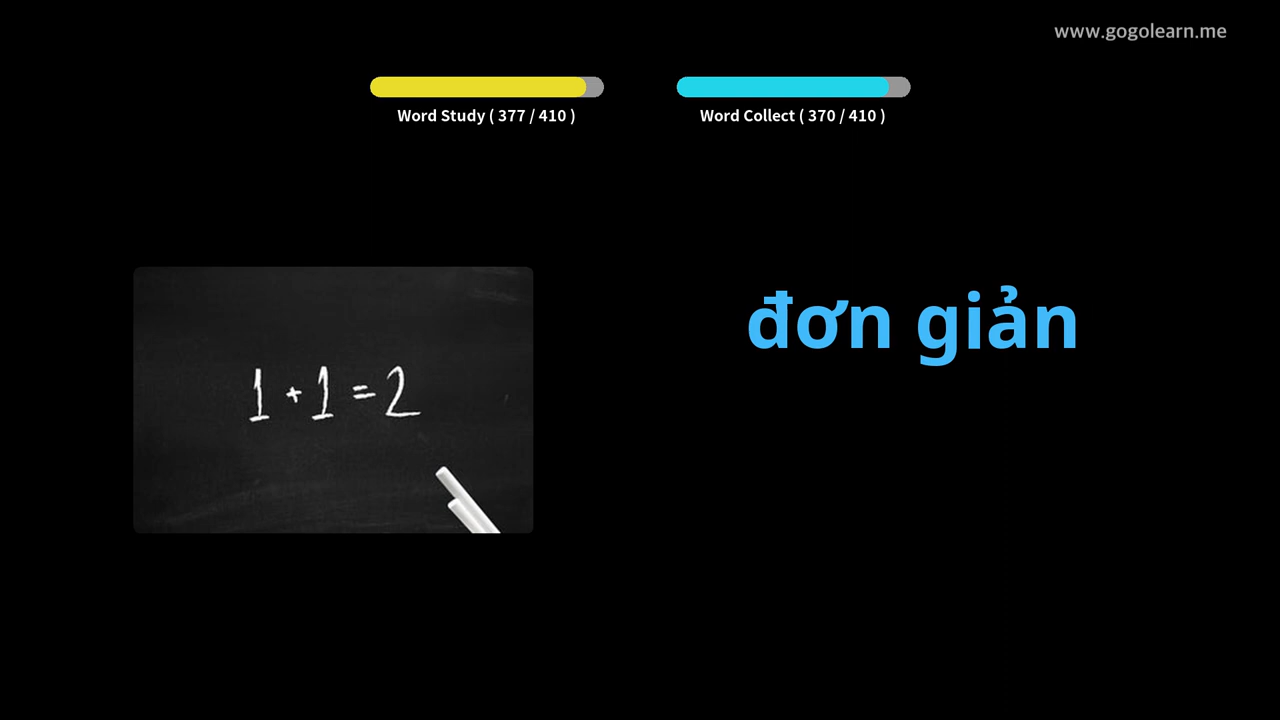 www.gogolearn.me
Word Study ( 377 / 410 )
Word Collect ( 370 / 410 )
đơn giản
1 + 1 = 2